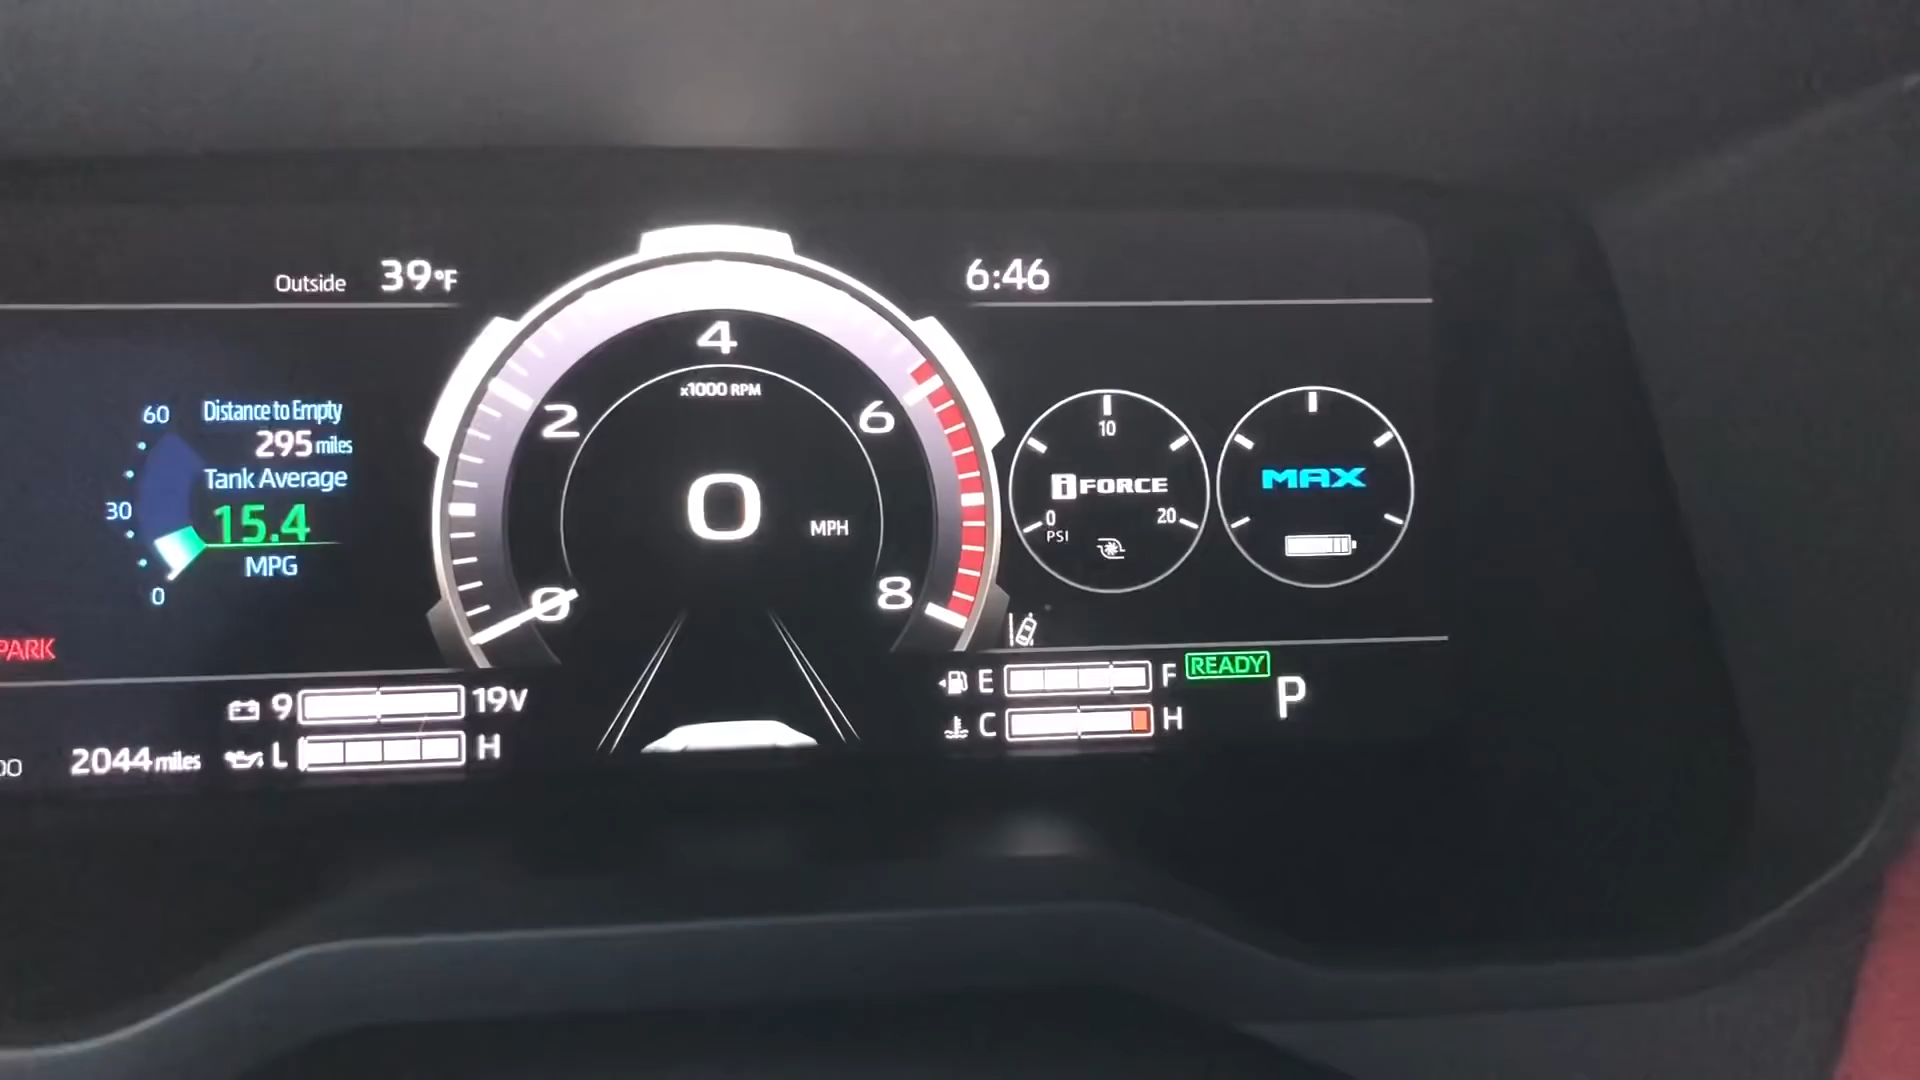 Outside 39°F
6:46
60
Distance to Empty
295 miles
Tank Average
30
15.4
MPG
0
PARK
4
x1000 RPM
2
6
0
MPH
0
8
10
iFORCE
0
20
PSI
MAX
9
19V
L
H
2044 miles
E
F
READY
P
C
H